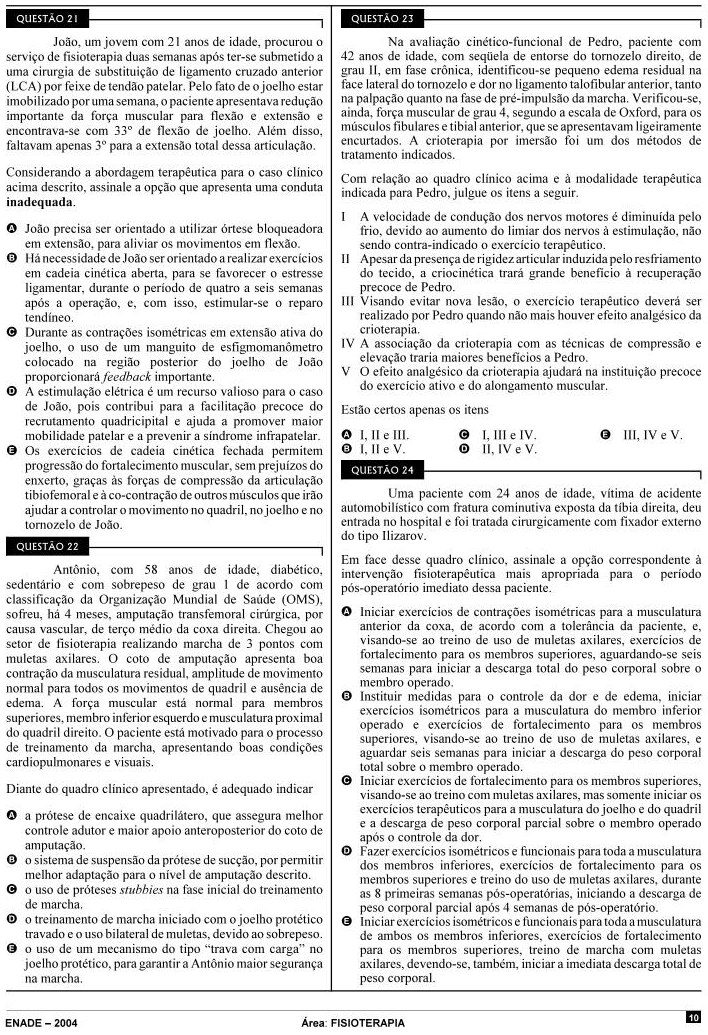 QUESTÃO 21
João, um jovem com 21 anos de idade, procurou o
serviço de fisioterapia duas semanas após ter-se submetido a
uma cirurgia de substituição de ligamento cruzado anterior
(LCA) por feixe de tendão patelar. Pelo fato de o joelho estar
imobilizado por uma semana, o paciente apresentava redução
importante da força muscular para flexão e extensão e
encontrava-se com 33º de flexão de joelho. Além disso,
faltavam apenas 3º para a extensão total dessa articulação.
Considerando a abordagem terapêutica para o caso clínico
acima descrito, assinale a opção que apresenta uma conduta
inadequada.
A João precisa ser orientado a utilizar órtese bloqueadora
em extensão, para aliviar os movimentos em flexão.
B Há necessidade de João ser orientado a realizar exercícios
em cadeia cinética aberta, para se favorecer o estresse
ligamentar, durante o período de quatro a seis semanas
após a operação, e, com isso, estimular-se o reparo
tendíneo.
C Durante as contrações isométricas em extensão ativa do
joelho, o uso de um manguito de esfigmomanômetro
colocado na região posterior do joelho de João
proporcionará feedback importante.
D A estimulação elétrica é um recurso valioso para o caso
de João, pois contribui para a facilitação precoce do
recrutamento quadricipital e ajuda a promover maior
mobilidade patelar e a prevenir a síndrome infrapatelar.
E Os exercícios de cadeia cinética fechada permitem
progressão do fortalecimento muscular, sem prejuízos do
enxerto, graças às forças de compressão da articulação
tibiofemoral e à co-contração de outros músculos que irão
ajudar a controlar o movimento no quadril, no joelho e no
tornozelo de João.
QUESTÃO 22
Antônio, com 58 anos de idade, diabético,
sedentário e com sobrepeso de grau 1 de acordo com
classificação da Organização Mundial de Saúde (OMS),
sofreu, há 4 meses, amputação transfemoral cirúrgica, por
causa vascular, de terço médio da coxa direita. Chegou ao
setor de fisioterapia realizando marcha de 3 pontos com
muletas axilares. O coto de amputação apresenta boa
contração da musculatura residual, amplitude de movimento
normal para todos os movimentos de quadril e ausência de
edema. A força muscular está normal para membros
superiores, membro inferior esquerdo e musculatura proximal
do quadril direito. O paciente está motivado para o processo
de treinamento da marcha, apresentando boas condições
cardiopulmonares e visuais.
Diante do quadro clínico apresentado, é adequado indicar
A a prótese de encaixe quadrilátero, que assegura melhor
controle adutor e maior apoio anteroposterior do coto de
amputação.
B o sistema de suspensão da prótese de sucção, por permitir
melhor adaptação para o nível de amputação descrito.
C o uso de próteses stubbies na fase inicial do treinamento
de marcha.
D o treinamento de marcha iniciado com o joelho protético
travado e o uso bilateral de muletas, devido ao sobrepeso.
E o uso de um mecanismo do tipo “trava com carga” no
joelho protético, para garantir a Antônio maior segurança
na marcha.
QUESTÃO 23
Na avaliação cinético-funcional de Pedro, paciente com
42 anos de idade, com seqüela de entorse do tornozelo direito, de
grau II, em fase crônica, identificou-se pequeno edema residual na
face lateral do tornozelo e dor no ligamento talofibular anterior, tanto
na palpação quanto na fase de pré-impulsão da marcha. Verificou-se,
ainda, força muscular de grau 4, segundo a escala de Oxford, para os
músculos fibulares e tibial anterior, que se apresentavam ligeiramente
encurtados. A crioterapia por imersão foi um dos métodos de
tratamento indicados.
Com relação ao quadro clínico acima e à modalidade terapêutica
indicada para Pedro, julgue os itens a seguir.
I A velocidade de condução dos nervos motores é diminuída pelo
frio, devido ao aumento do limiar dos nervos à estimulação, não
sendo contra-indicado o exercício terapêutico.
II Apesar da presença de rigidez articular induzida pelo resfriamento
do tecido, a criocinética trará grande benefício à recuperação
precoce de Pedro.
III Visando evitar nova lesão, o exercício terapêutico deverá ser
realizado por Pedro quando não mais houver efeito analgésico da
crioterapia.
IV A associação da crioterapia com as técnicas de compressão e
elevação traria maiores benefícios a Pedro.
V O efeito analgésico da crioterapia ajudará na instituição precoce
do exercício ativo e do alongamento muscular.
Estão certos apenas os itens
A I, II e III. C I, III e IV. E III, IV e V.
B I, II e V. D II, IV e V.
QUESTÃO 24
Uma paciente com 24 anos de idade, vítima de acidente
automobilístico com fratura cominutiva exposta da tíbia direita, deu
entrada no hospital e foi tratada cirurgicamente com fixador externo
do tipo Ilizarov.
Em face desse quadro clínico, assinale a opção correspondente à
intervenção fisioterapêutica mais apropriada para o período
pós-operatório imediato dessa paciente.
A Iniciar exercícios de contrações isométricas para a musculatura
anterior da coxa, de acordo com a tolerância da paciente, e,
visando-se ao treino de uso de muletas axilares, exercícios de
fortalecimento para os membros superiores, aguardando-se seis
semanas para iniciar a descarga total do peso corporal sobre o
membro operado.
B Instituir medidas para o controle da dor e de edema, iniciar
exercícios isométricos para a musculatura do membro inferior
operado e exercícios de fortalecimento para os membros
superiores, visando-se ao treino de uso de muletas axilares, e
aguardar seis semanas para iniciar a descarga do peso corporal
total sobre o membro operado.
C Iniciar exercícios de fortalecimento para os membros superiores,
visando-se ao treino com muletas axilares, mas somente iniciar os
exercícios terapêuticos para a musculatura do joelho e do quadril
e a descarga de peso corporal parcial sobre o membro operado
após o controle da dor.
D Fazer exercícios isométricos e funcionais para toda a musculatura
dos membros inferiores, exercícios de fortalecimento para os
membros superiores e treino do uso de muletas axilares, durante
as 8 primeiras semanas pós-operatórias, iniciando a descarga de
peso corporal parcial após 4 semanas de pós-operatório.
E Iniciar exercícios isométricos e funcionais para toda a musculatura
de ambos os membros inferiores, exercícios de fortalecimento
para os membros superiores, treino de marcha com muletas
axilares, devendo-se, também, iniciar a imediata descarga total de
peso corporal.
ENADE – 2004
Área: FISIOTERAPIA
10